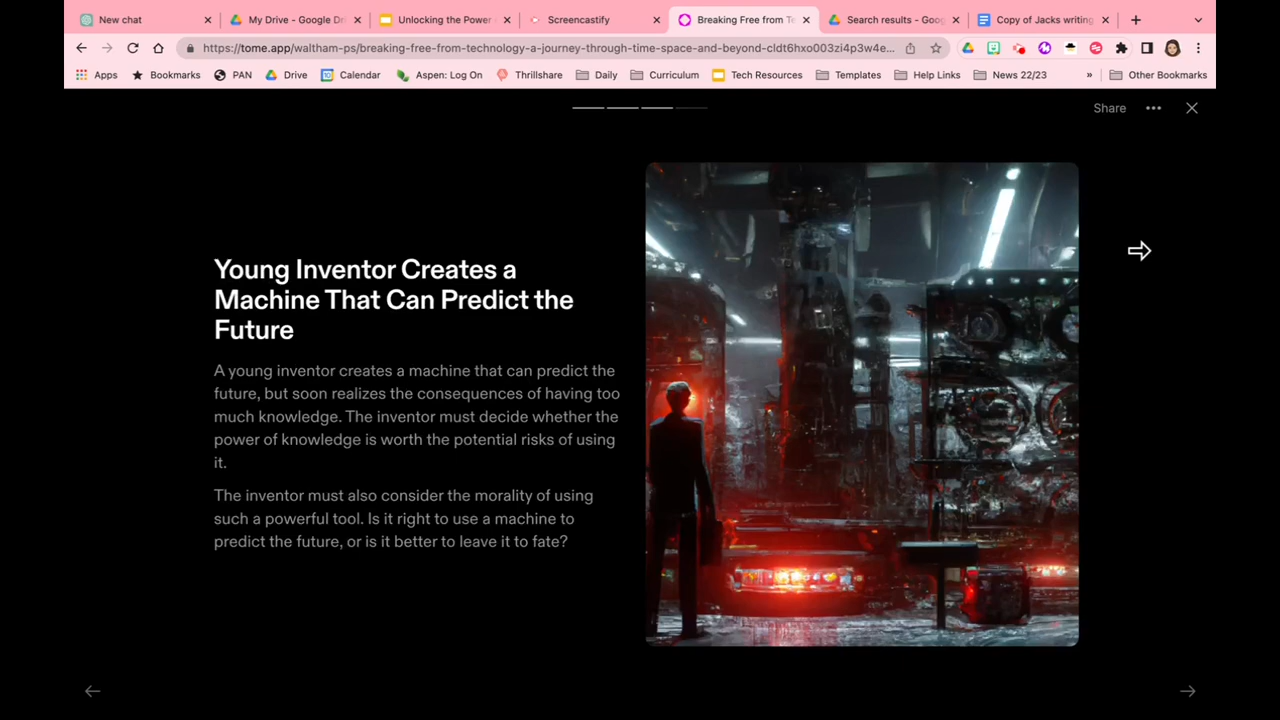 New chat
My Drive - Google Dri
Unlocking the Power
Screencastify
Breaking Free from Te
Search results - Goog
Copy of Jacks writing
https://tome.app/waltham-ps/breaking-free-from-technology-a-journey-through-time-space-and-beyond-cldt6hxo003zi4p3w4e...
Apps
Bookmarks
PAN
Drive
Calendar
Aspen: Log On
Thrillshare
Daily
Curriculum
Tech Resources
Templates
Help Links
News 22/23
»
Other Bookmarks
Share
Young Inventor Creates a
Machine That Can Predict the
Future
A young inventor creates a machine that can predict the
future, but soon realizes the consequences of having too
much knowledge. The inventor must decide whether the
power of knowledge is worth the potential risks of using
it.
The inventor must also consider the morality of using
such a powerful tool. Is it right to use a machine to
predict the future, or is it better to leave it to fate?